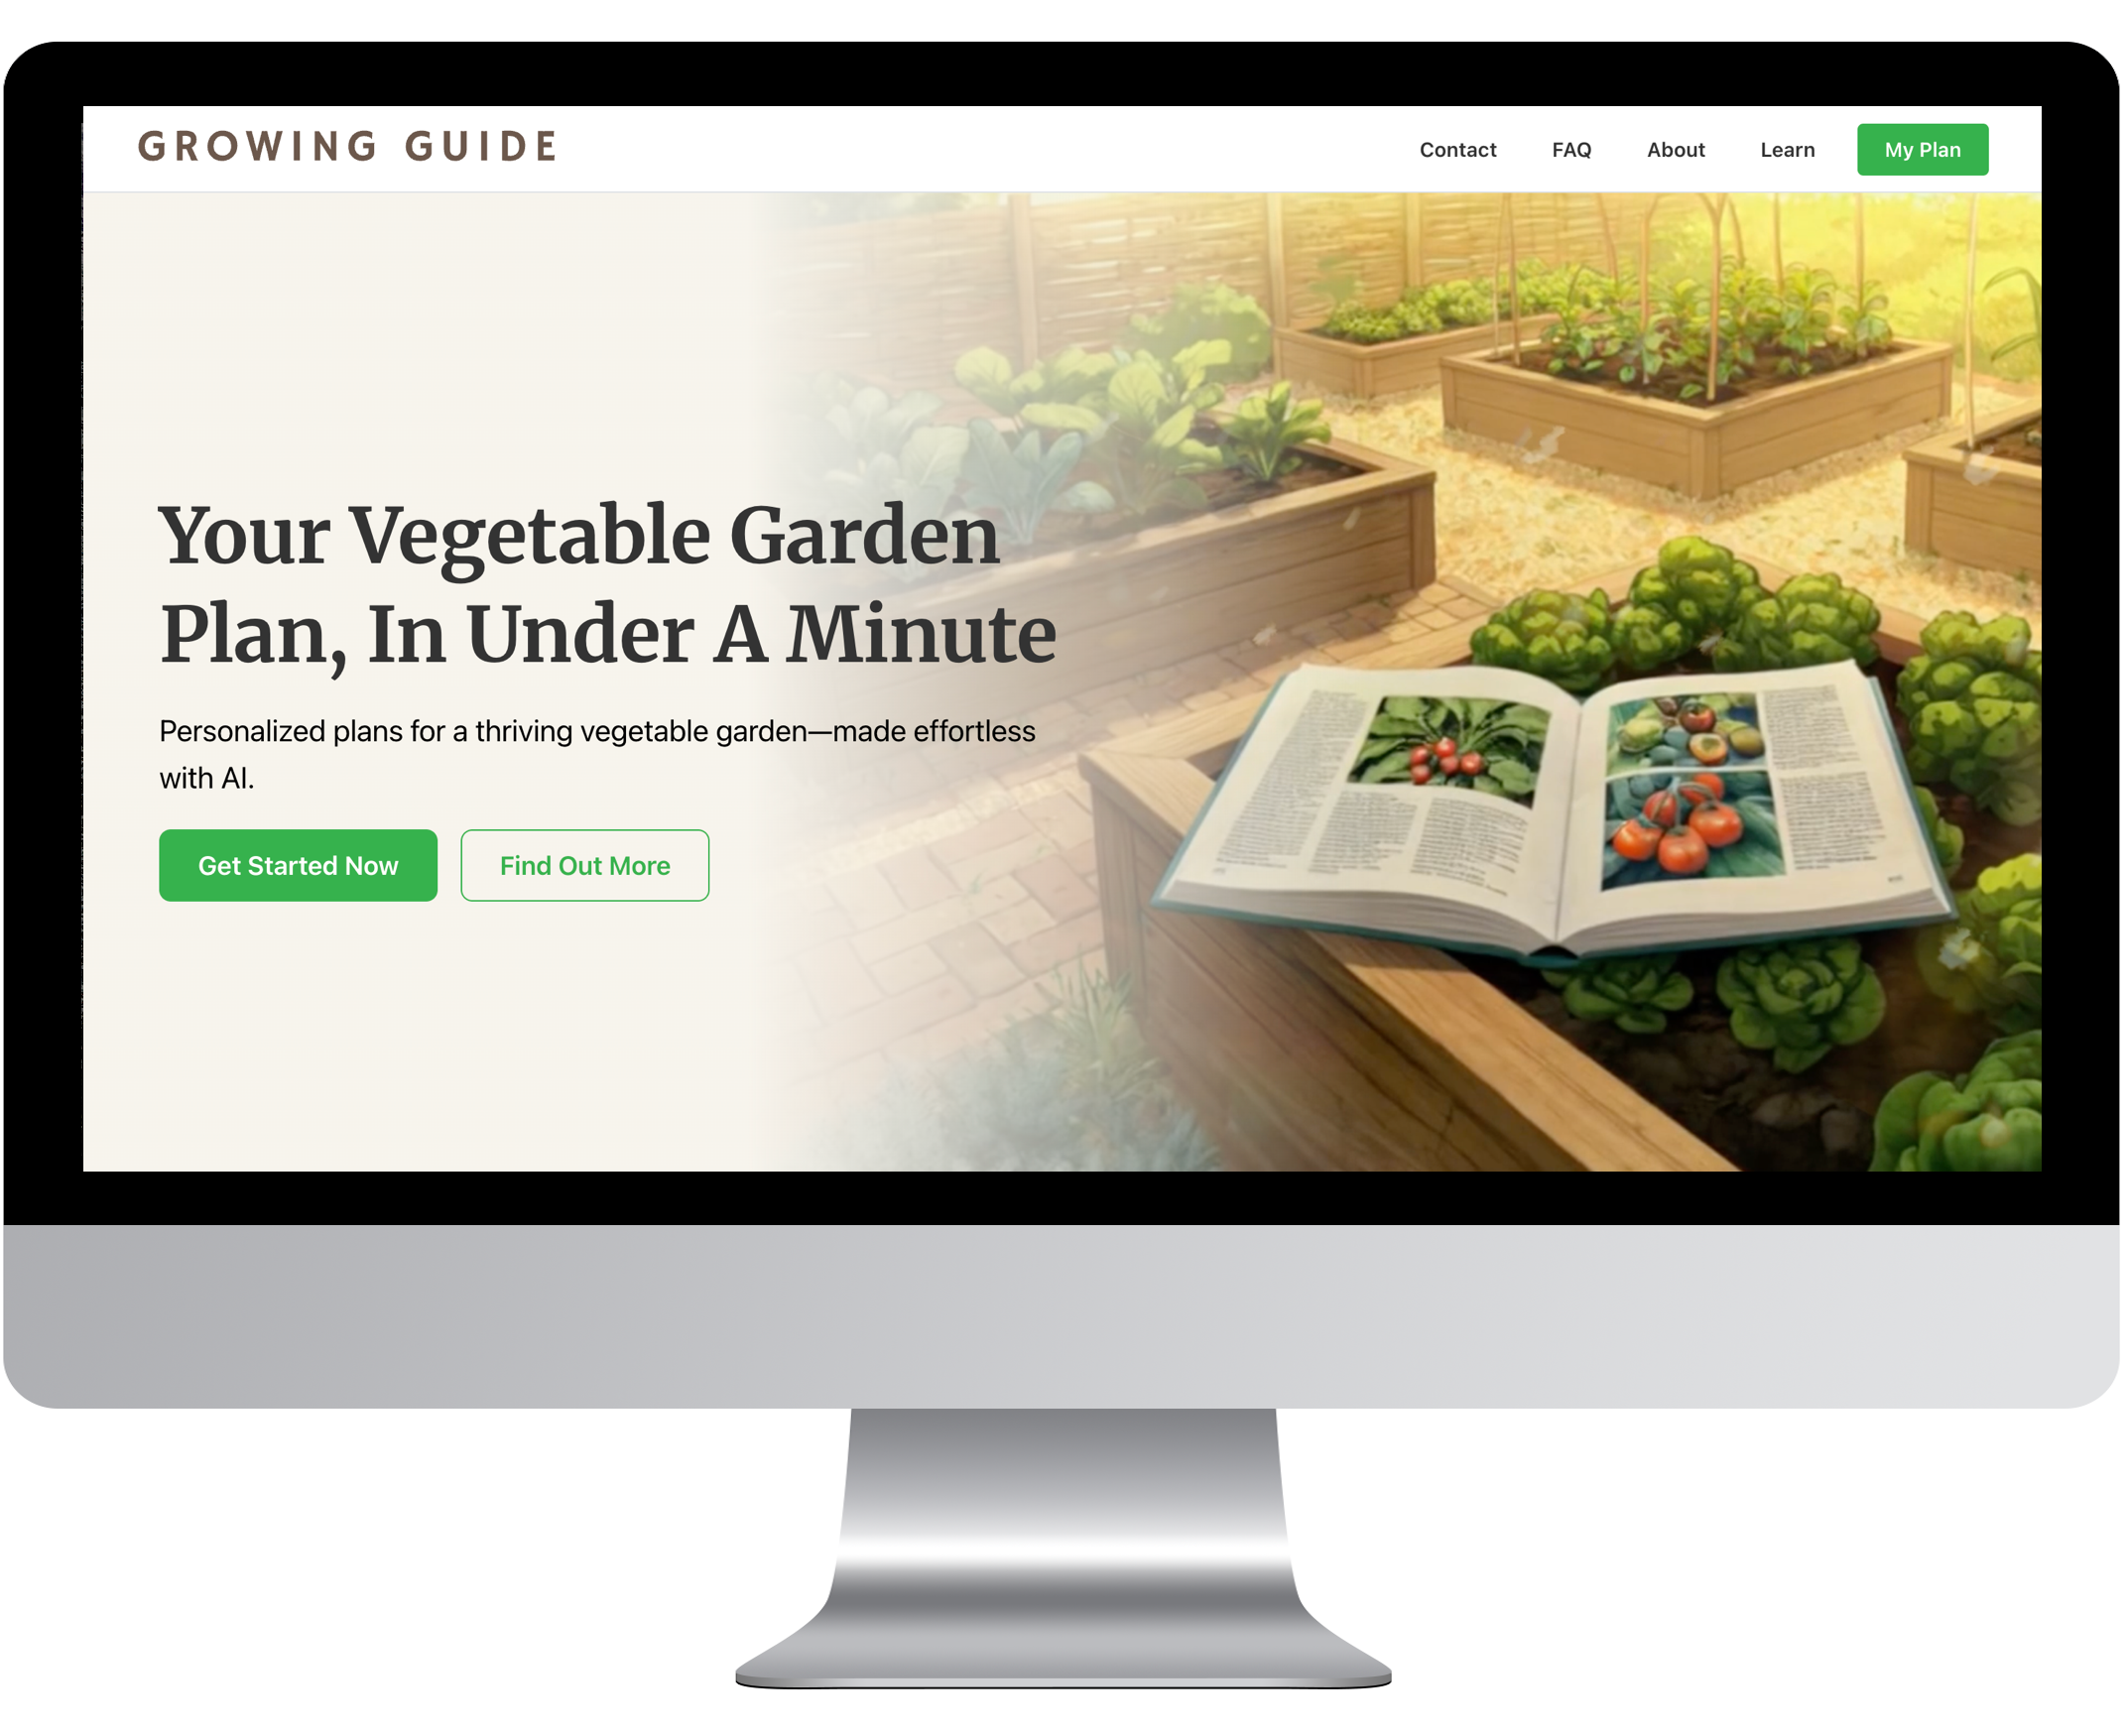 GROWING GUIDE
Contact FAQ About Learn My Plan
Your Vegetable Garden
Plan, In Under A Minute
Personalized plans for a thriving vegetable garden—made effortless
with AI.
Get Started Now Find Out More